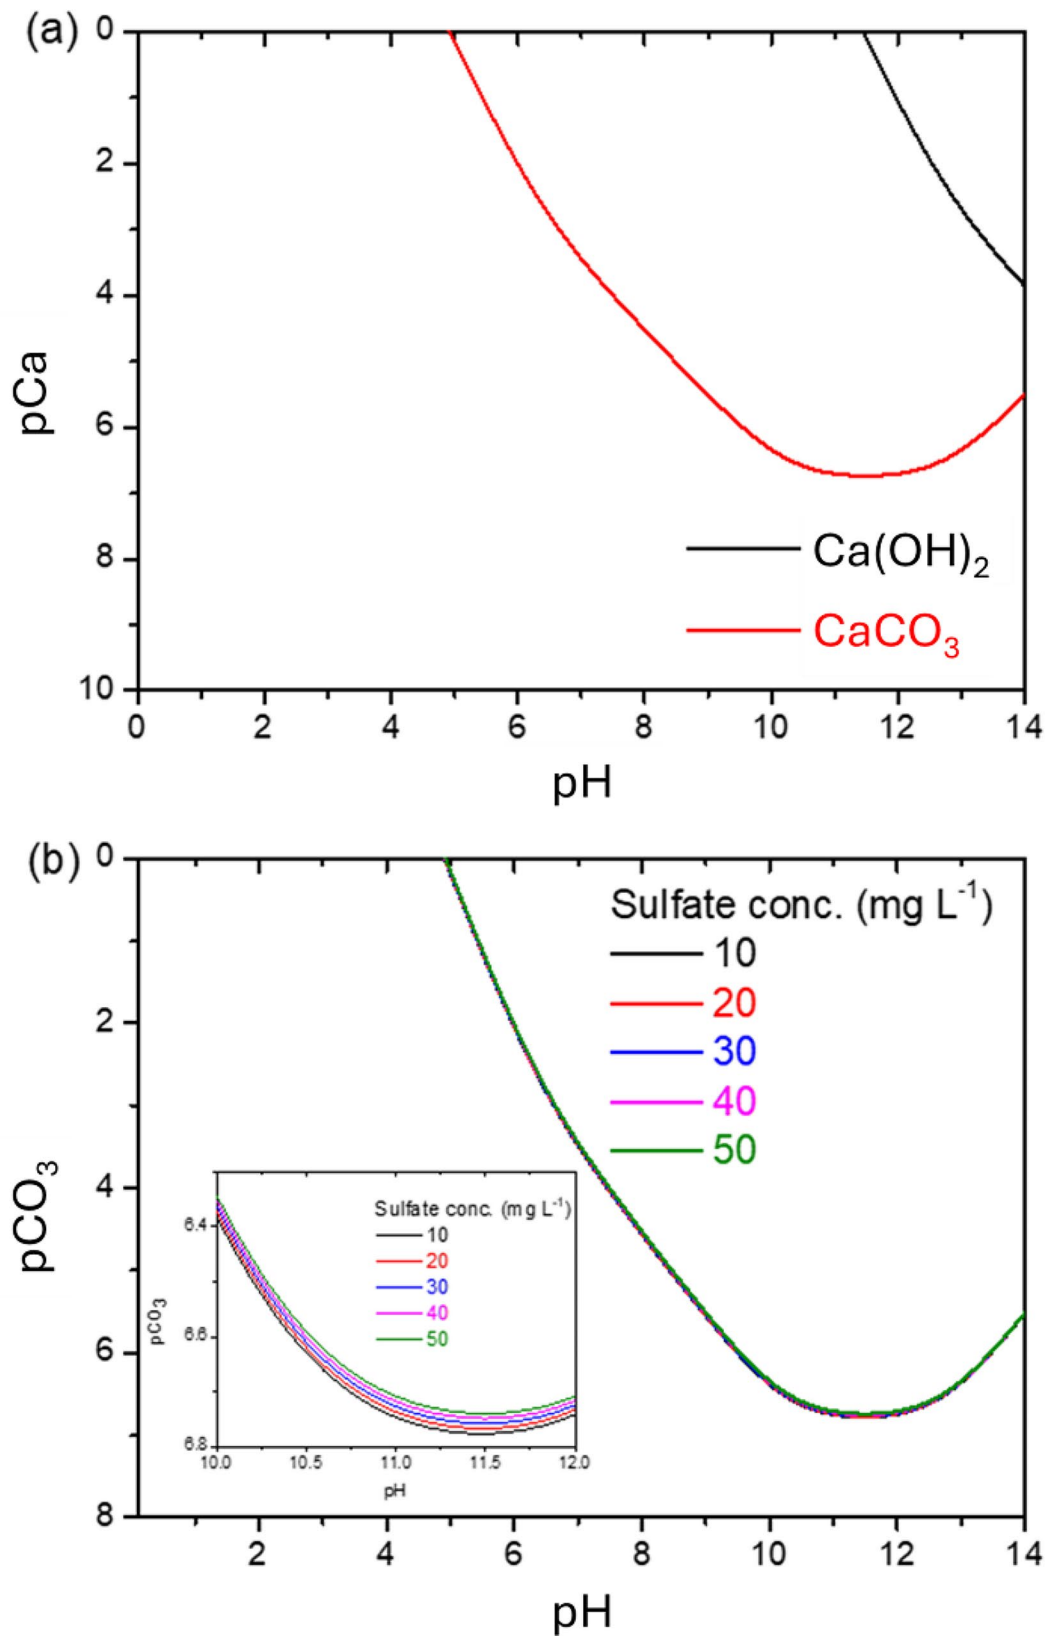 (a)
0
2
4
6
8
10
pCa
Ca(OH)2
CaCO3
0 2 4 6 8 10 12 14
pH
(b)
0
2
4
6
8
pCO3
Sulfate conc. (mg L-1)
10
20
30
40
50
6.4
6.6
6.8
pCO3
Sulfate conc. (mg L-1)
10
20
30
40
50
10.0 10.5 11.0 11.5 12.0
pH
2 4 6 8 10 12 14
pH